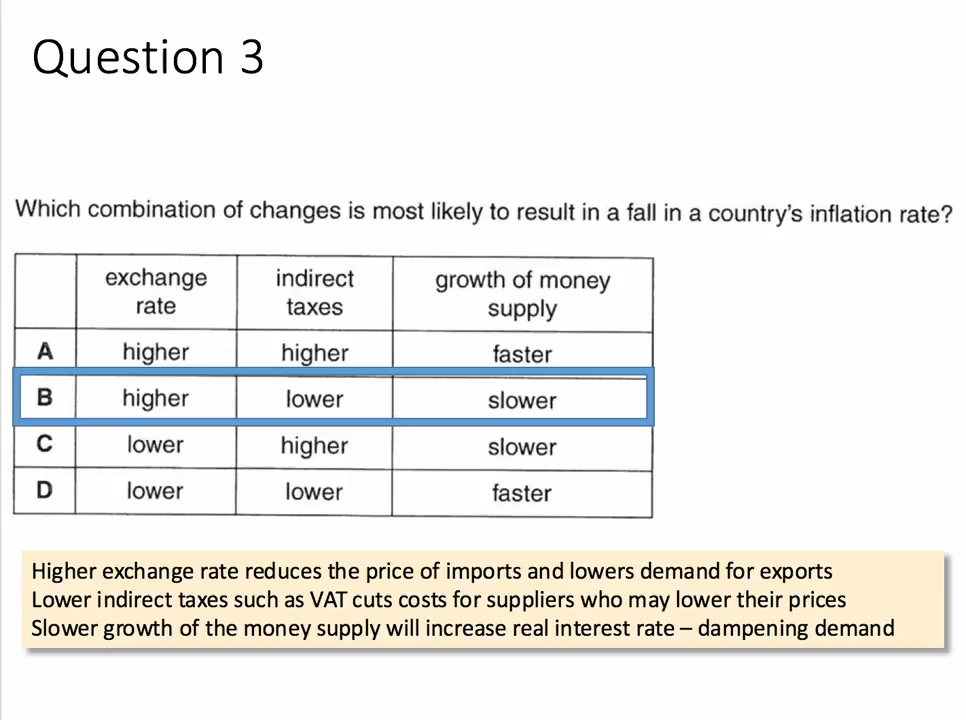 Question 3
Which combination of changes is most likely to result in a fall in a country's inflation rate?
exchange rate indirect taxes growth of money supply
A higher higher faster
B higher lower slower
C lower higher slower
D lower lower faster
Higher exchange rate reduces the price of imports and lowers demand for exports
Lower indirect taxes such as VAT cuts costs for suppliers who may lower their prices
Slower growth of the money supply will increase real interest rate – dampening demand